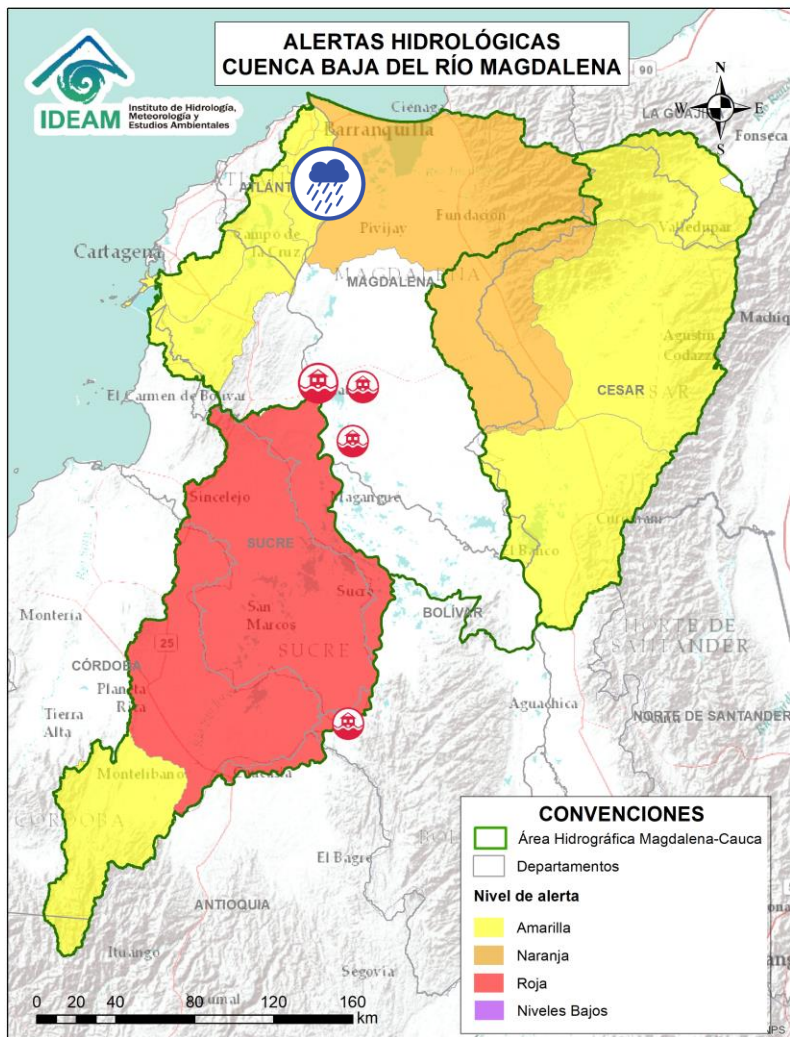 ALERTAS HIDROLÓGICAS
CUENCA BAJA DEL RÍO MAGDALENA
IDEAM
Instituto de Hidrología,
Meteorología y
Estudios Ambientales
90
N
W E
S
Ciénaga
LA GUAJIRA
Barranquilla
Fonseca
Fundación
Pivijay
Valledupar
Campo de
la Cruz
Cartagena
MAGDALENA
MAGDALENA
Agustín
Codazzi
CESAR
El Carmen de Bolívar
Sincelejo
Magangué
SUCRE
El Banco
Sucre
BOLÍVAR
San
Marcos
Montería
SUCRE
NORTE DE
SANTANDER
25
CÓRDOBA
Planeta
Rica
Aguachica
Tierra
Alta
NORTE DE SANTANDER
Montelíbano
CÓRDOBA
El Bagre
ANTIOQUIA
Ituango
Segovia
0 20 40 80 120 160
km
CONVENCIONES
Área Hidrográfica Magdalena-Cauca
Departamentos
Nivel de alerta
Amarilla
Naranja
Roja
Niveles Bajos